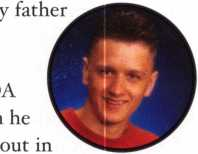 y father
DA
n he
out in